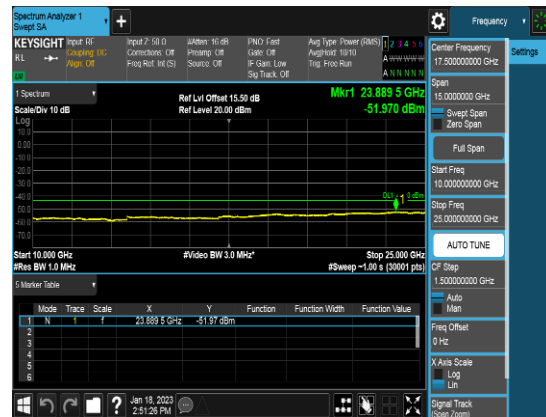 Spectrum Analyzer 1
Swept SA
+
Frequency
KEYSIGHT
RL
Input: RF
Coupling: DC
Align: Off
Input Z: 50 Ω
Corrections: Off
Freq Ref: Int (S)
#Atten: 16 dB
Preamp: Off
Source: Off
PNO: Fast
Gate: Off
IF Gain: Low
Sig Track: Off
Avg Type: Power (RMS)
Avg|Hold: 10/10
Trig: Free Run
1 2 3 4 5 6
A W W W W W
A N N N N N
1 Spectrum
Scale/Div 10 dB
Log
Ref Lvl Offset 15.50 dB
Ref Level 20.00 dBm
Mkr1 23.889 5 GHz
-51.970 dBm
10.0
0.00
-10.0
-20.0
-30.0
-40.0
-50.0
-60.0
-70.0
1
Start 10.000 GHz
#Res BW 1.0 MHz
#Video BW 3.0 MHz*
Stop 25.000 GHz
#Sweep ~1.00 s (30001 pts)
5 Marker Table
Mode Trace Scale X Y Function Function Width Function Value
1 N 1 f 23.889 5 GHz -51.97 dBm
2
3
4
5
6
?
Jan 18, 2023
2:51:26 PM
Center Frequency
17.500000000 GHz
Settings
Span
15.0000000 GHz
Swept Span
Zero Span
Full Span
Start Freq
10.000000000 GHz
Stop Freq
25.000000000 GHz
AUTO TUNE
CF Step
1.500000000 GHz
Auto
Man
Freq Offset
0 Hz
X Axis Scale
Log
Lin
Signal Track
(Span Zoom)